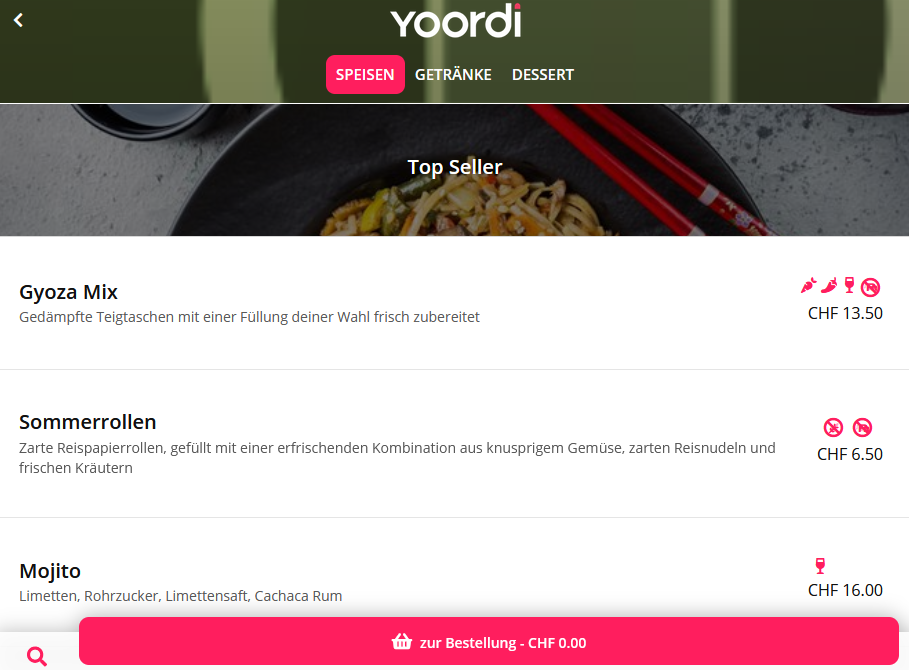 Yoordi
SPEISEN GETRÄNKE DESSERT
Top Seller
Gyoza Mix
Gedämpfte Teigtaschen mit einer Füllung deiner Wahl frisch zubereitet
CHF 13.50
Sommerrollen
Zarte Reispapierrollen, gefüllt mit einer erfrischenden Kombination aus knusprigem Gemüse, zarten Reisnudeln und
frischen Kräutern
CHF 6.50
Mojito
Limetten, Rohrzucker, Limettensaft, Cachaca Rum
CHF 16.00
zur Bestellung - CHF 0.00